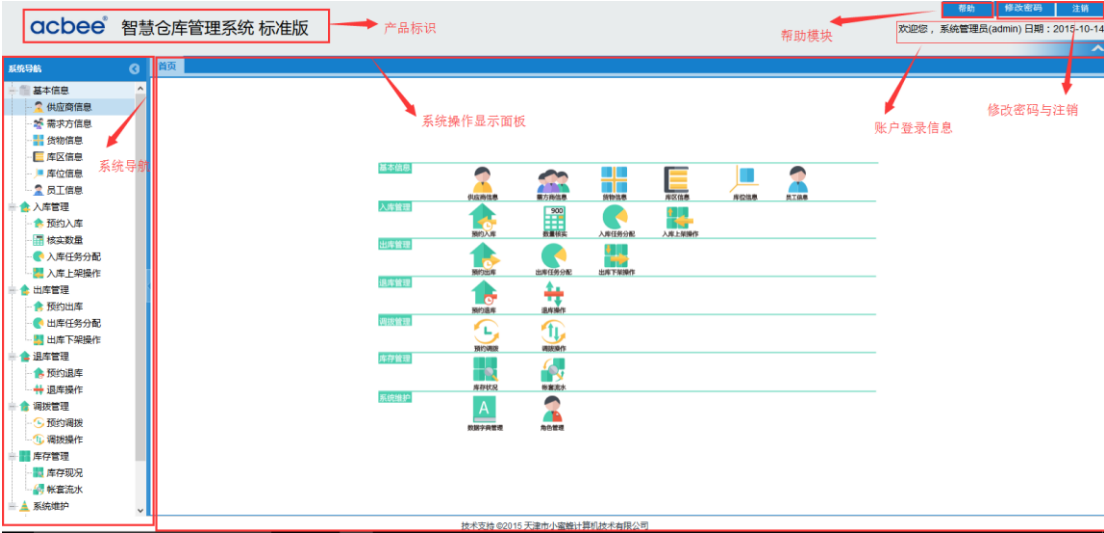 帮助 修改密码 注销
acbee 智慧仓库管理系统 标准版
产品标识
帮助模块
欢迎您， 系统管理员(admin) 日期：2015-10-14
系统导航
首页
基本信息
供应商信息
需求方信息
货物信息
库区信息
库位信息
员工信息
入库管理
预约入库
核实数量
入库任务分配
入库上架操作
出库管理
预约出库
出库任务分配
出库下架操作
退库管理
预约退库
退库操作
调拨管理
预约调拨
调拨操作
库存管理
库存现况
帐套流水
系统维护
系统导航
系统操作显示面板
账户登录信息
修改密码与注销
基本信息
供应商信息 需方商信息 货物信息 库区信息 库位信息 员工信息
入库管理
900
预约入库 数量核实 入库任务分配 入库上架操作
出库管理
预约出库 出库任务分配 出库下架操作
退库管理
预约退库 退库操作
调拨管理
预约调拨 调拨操作
库存管理
库存状况 帐套流水
系统维护
A
数据字典管理 角色管理
技术支持 ©2015 天津市小蜜蜂计算机技术有限公司